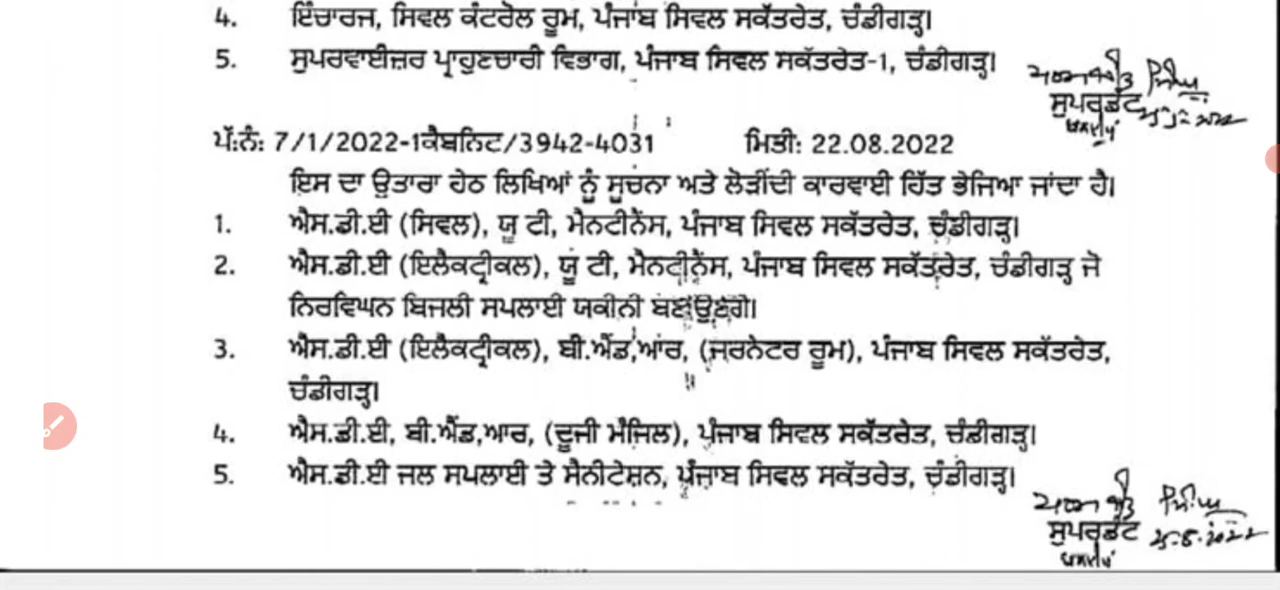 4. ਇੰਚਾਰਜ, ਸਿਵਲ ਕੰਟਰੋਲ ਰੂਮ, ਪੰਜਾਬ ਸਿਵਲ ਸਕੱਤਰੇਤ, ਚੰਡੀਗੜ੍ਹ।
5. ਸੁਪਰਵਾਈਜ਼ਰ ਪ੍ਰਾਹੁਣਚਾਰੀ ਵਿਭਾਗ, ਪੰਜਾਬ ਸਿਵਲ ਸਕੱਤਰੇਤ-1, ਚੰਡੀਗੜ੍ਹ।
ਸੁਪਰਡੰਟ
ਪੱ:ਨੰ: 7/1/2022-1ਕੈਬਨਿਟ/3942-4031 ਮਿਤੀ: 22.08.2022
ਇਸ ਦਾ ਉਤਾਰਾ ਹੇਠ ਲਿਖਿਆਂ ਨੂੰ ਸੂਚਨਾ ਅਤੇ ਲੋੜੀਂਦੀ ਕਾਰਵਾਈ ਹਿੱਤ ਭੇਜਿਆ ਜਾਂਦਾ ਹੈ।
1. ਐਸ.ਡੀ.ਈ (ਸਿਵਲ), ਯੂ ਟੀ, ਮੈਨਟੀਨੈਂਸ, ਪੰਜਾਬ ਸਿਵਲ ਸਕੱਤਰੇਤ, ਚੰਡੀਗੜ੍ਹ।
2. ਐਸ.ਡੀ.ਈ (ਇਲੈਕਟ੍ਰੀਕਲ), ਯੂ ਟੀ, ਮੈਨਟੀਨੈਂਸ, ਪੰਜਾਬ ਸਿਵਲ ਸਕੱਤਰੇਤ, ਚੰਡੀਗੜ੍ਹ ਜੋ
ਨਿਰਵਿਘਨ ਬਿਜਲੀ ਸਪਲਾਈ ਯਕੀਨੀ ਬਣਾਉਣਗੇ।
3. ਐਸ.ਡੀ.ਈ (ਇਲੈਕਟ੍ਰੀਕਲ), ਬੀ.ਐਂਡ,ਆਰ, (ਜਰਨੇਟਰ ਰੂਮ), ਪੰਜਾਬ ਸਿਵਲ ਸਕੱਤਰੇਤ,
ਚੰਡੀਗੜ੍ਹ।
4. ਐਸ.ਡੀ.ਈ, ਬੀ.ਐਂਡ,ਆਰ, (ਦੂਜੀ ਮੰਜਿਲ), ਪੰਜਾਬ ਸਿਵਲ ਸਕੱਤਰੇਤ, ਚੰਡੀਗੜ੍ਹ।
5. ਐਸ.ਡੀ.ਈ ਜਲ ਸਪਲਾਈ ਤੇ ਸੈਨੀਟੇਸ਼ਨ, ਪੰਜਾਬ ਸਿਵਲ ਸਕੱਤਰੇਤ, ਚੰਡੀਗੜ੍ਹ।
ਸੁਪਰਡੰਟ